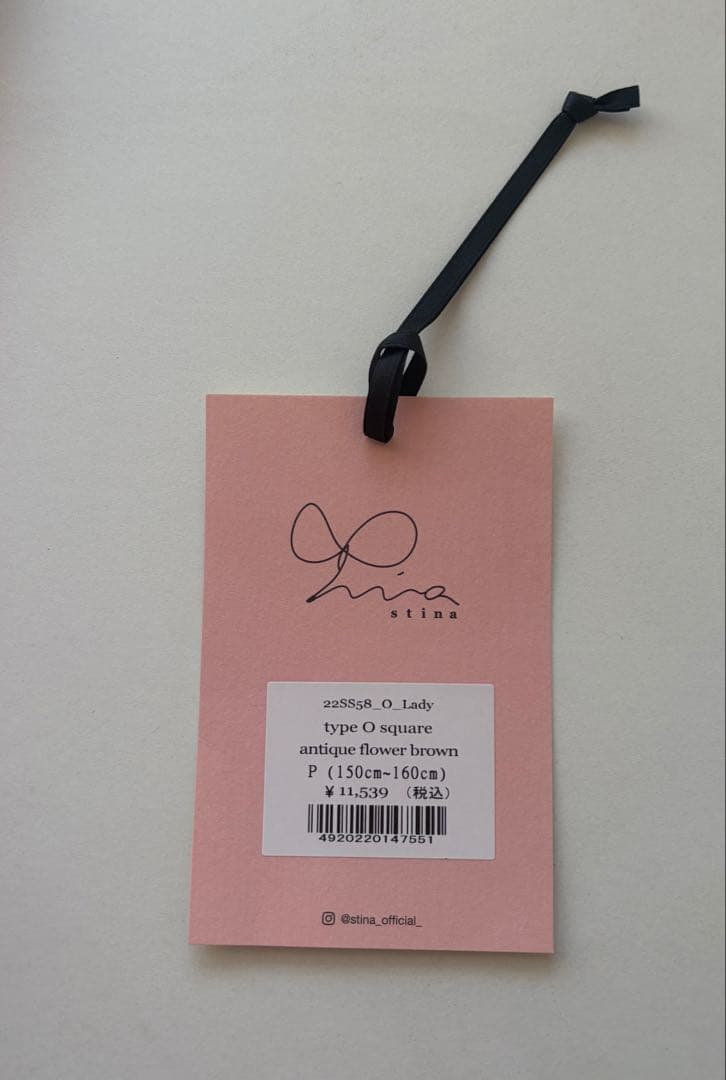 stina
22SS58_O_Lady
type O square
antique flower brown
P (150cm~160cm)
¥ 11,539 （税込）
4920220147551
@stina_official_